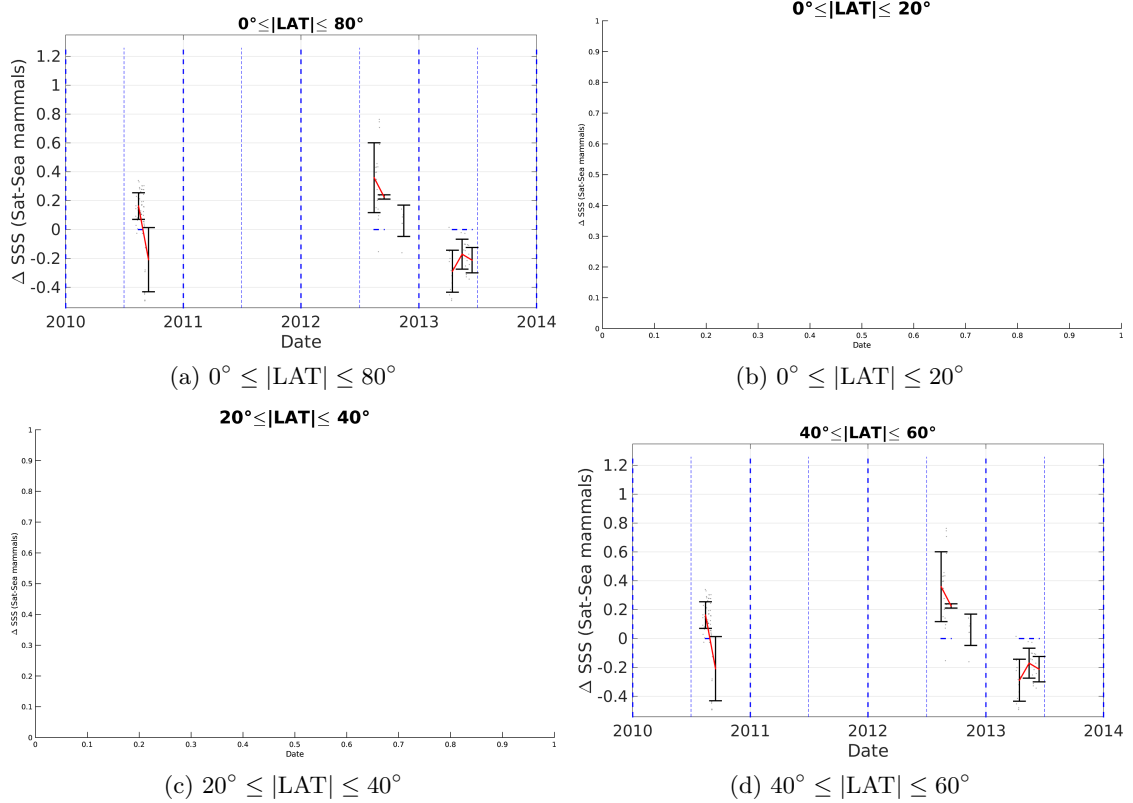 0°≤|LAT|≤ 80°
Δ SSS (Sat-Sea mammals)
1.2
1
0.8
0.6
0.4
0.2
0
-0.2
-0.4
2010 2011 2012 2013 2014
Date
(a) 0° ≤ |LAT| ≤ 80°
0°≤|LAT|≤ 20°
Δ SSS (Sat-Sea mammals)
1
0.9
0.8
0.7
0.6
0.5
0.4
0.3
0.2
0.1
0
0 0.1 0.2 0.3 0.4 0.5 0.6 0.7 0.8 0.9 1
Date
(b) 0° ≤ |LAT| ≤ 20°
20°≤|LAT|≤ 40°
Δ SSS (Sat-Sea mammals)
1
0.9
0.8
0.7
0.6
0.5
0.4
0.3
0.2
0.1
0
0 0.1 0.2 0.3 0.4 0.5 0.6 0.7 0.8 0.9 1
Date
(c) 20° ≤ |LAT| ≤ 40°
40°≤|LAT|≤ 60°
Δ SSS (Sat-Sea mammals)
1.2
1
0.8
0.6
0.4
0.2
0
-0.2
-0.4
2010 2011 2012 2013 2014
Date
(d) 40° ≤ |LAT| ≤ 60°